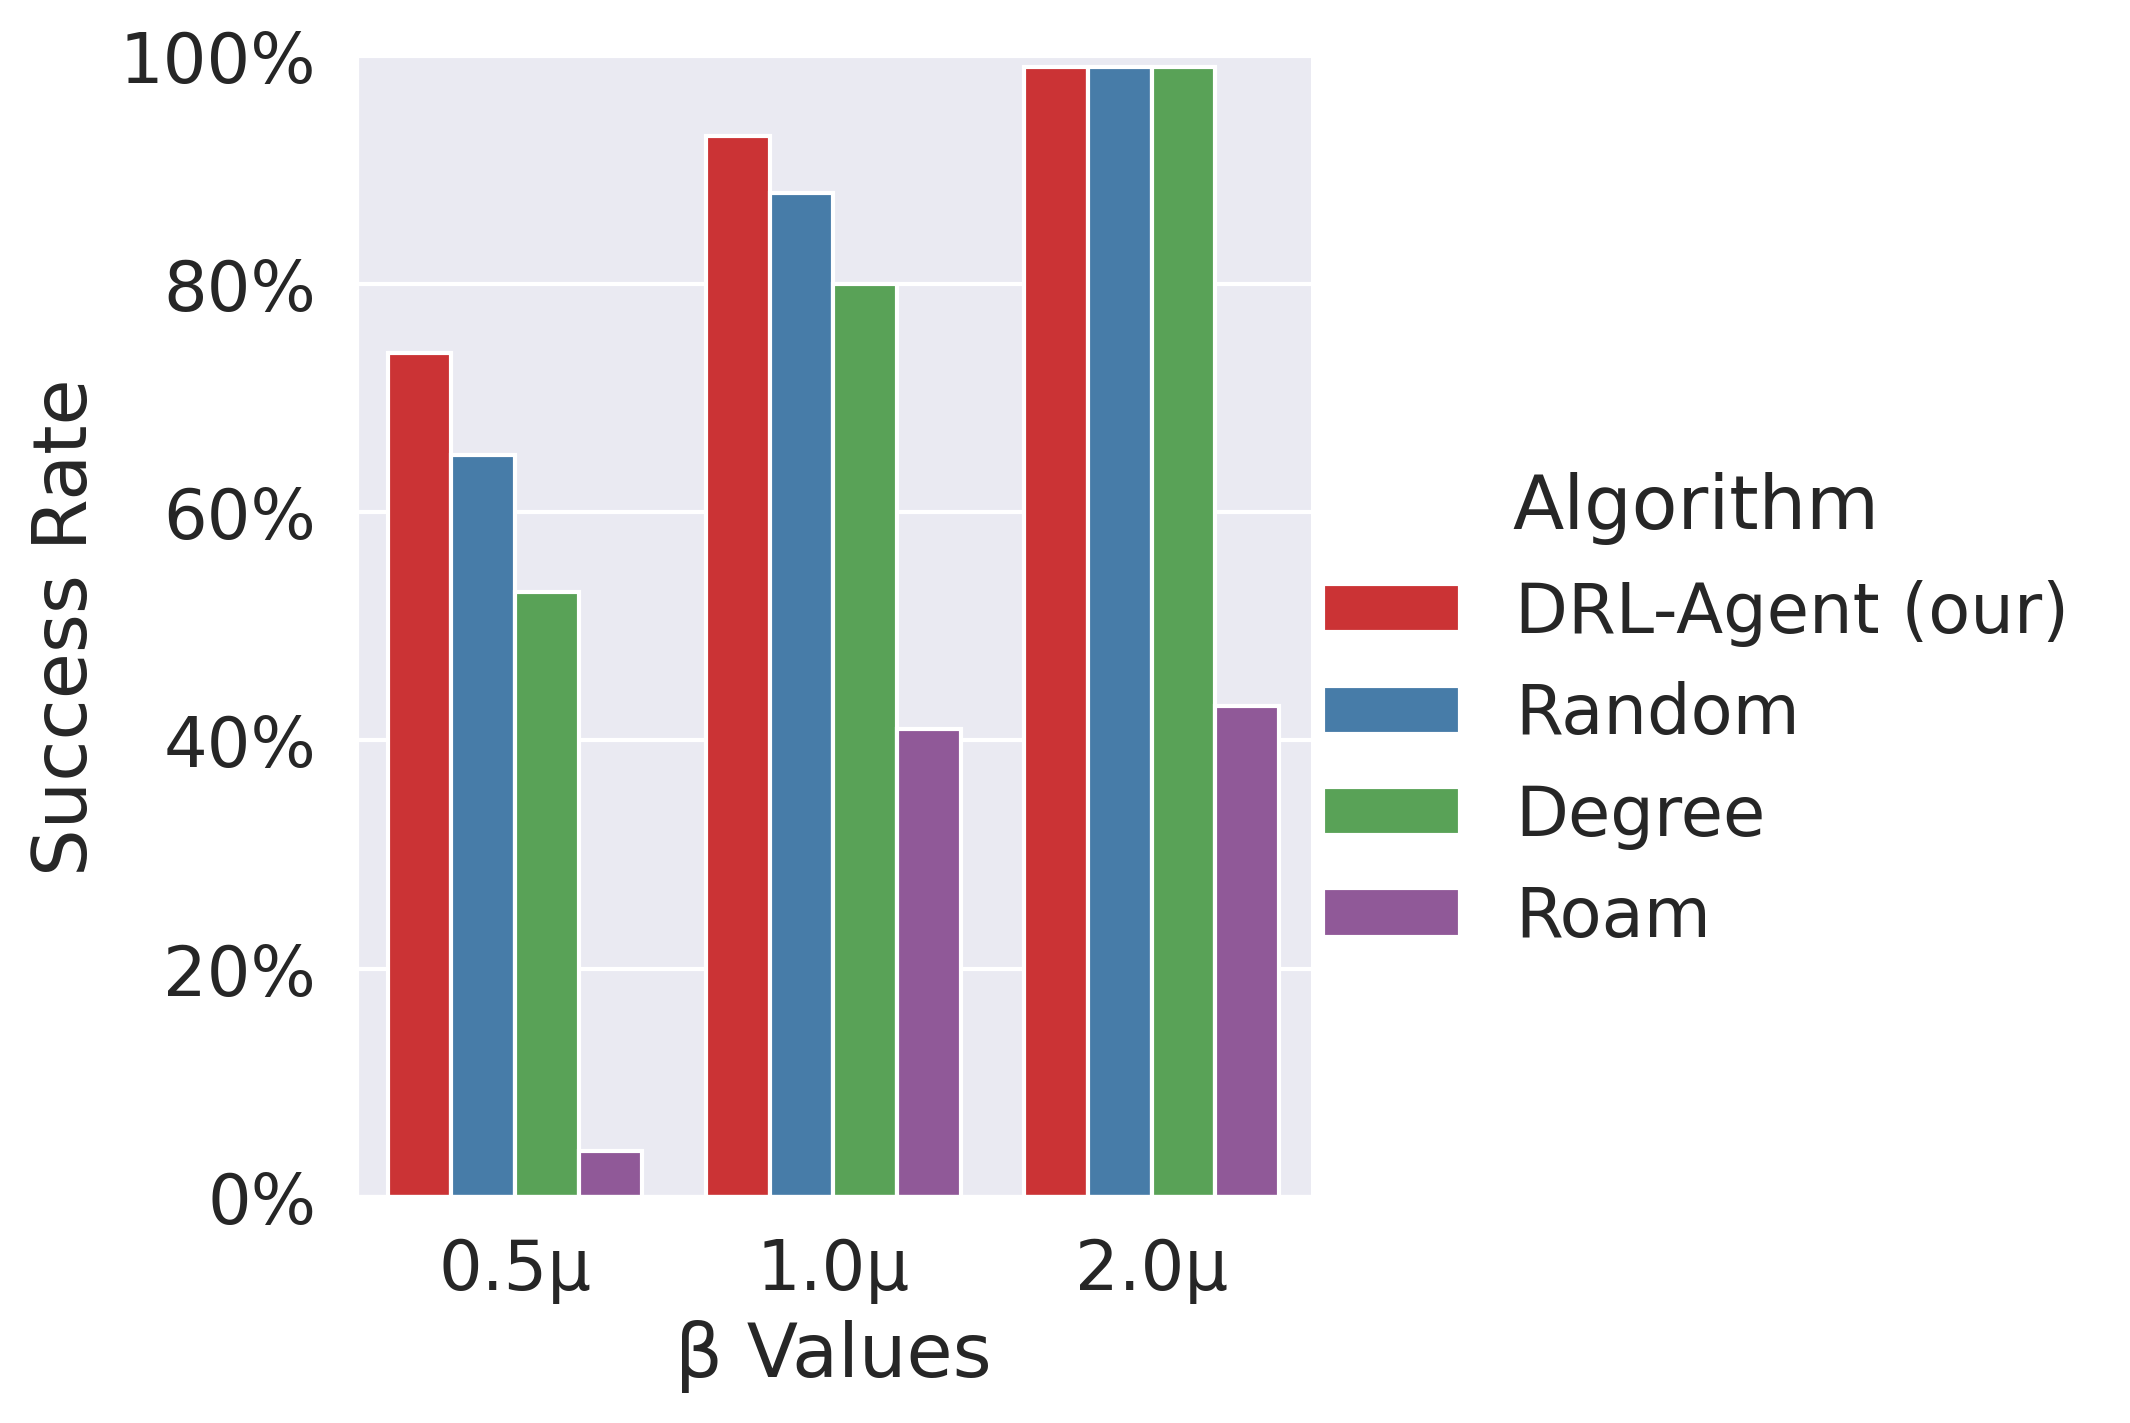 100%
80%
60%
40%
20%
0%
Success Rate
0.5μ
1.0μ
2.0μ
β Values
Algorithm
DRL-Agent (our)
Random
Degree
Roam